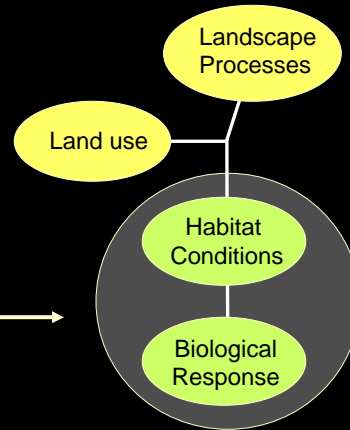 Landscape
Processes
Land use
Habitat
Conditions
Biological
Response